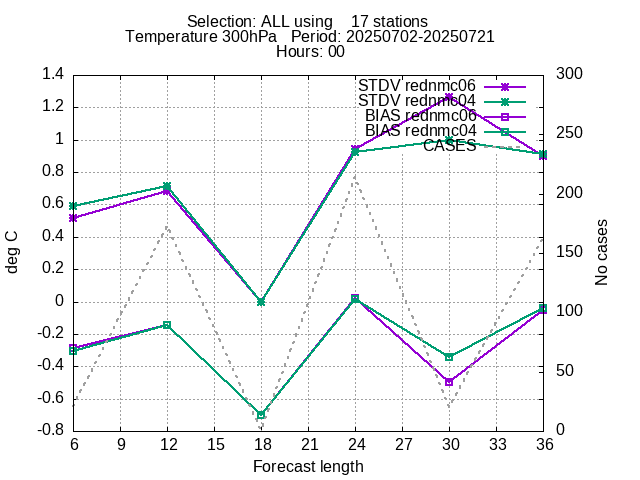 Selection: ALL using    17 stations
Temperature 300hPa   Period: 20250702-20250721
Hours: 00
STDV rednmc06
STDV rednmc04
BIAS rednmc06
BIAS rednmc04
CASES
1.4
1.2
1
0.8
0.6
0.4
0.2
0
-0.2
-0.4
-0.6
-0.8
deg C
300
250
200
150
100
50
0
No cases
6 9 12 15 18 21 24 27 30 33 36
Forecast length